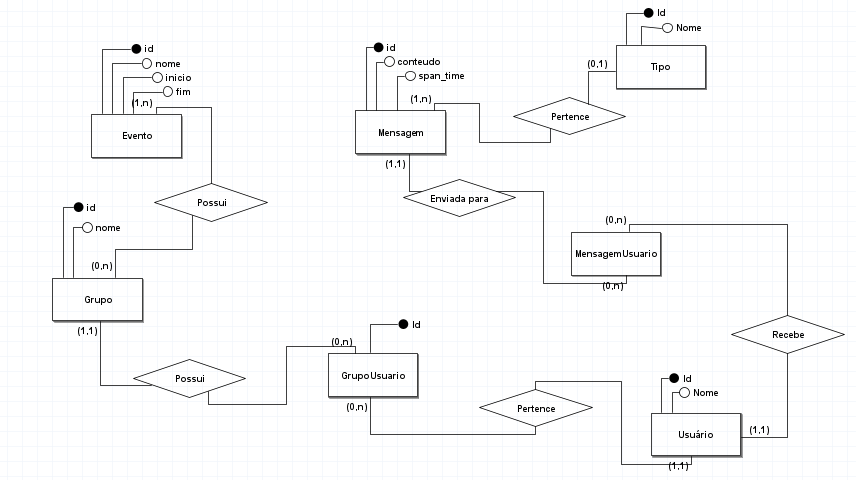 id
nome
inicio
fim
(1,n)
Evento
Possui
id
nome
(0,n)
Grupo
(1,1)
Possui
(0,n)
Id
GrupoUsuario
(0,n)
Pertence
id
conteudo
span_time
(1,n)
Mensagem
(1,1)
Enviada para
Id
Nome
(0,1)
Tipo
Pertence
(0,n)
MensagemUsuario
(0,n)
Recebe
Id
Nome
Usuário
(1,1)
(1,1)